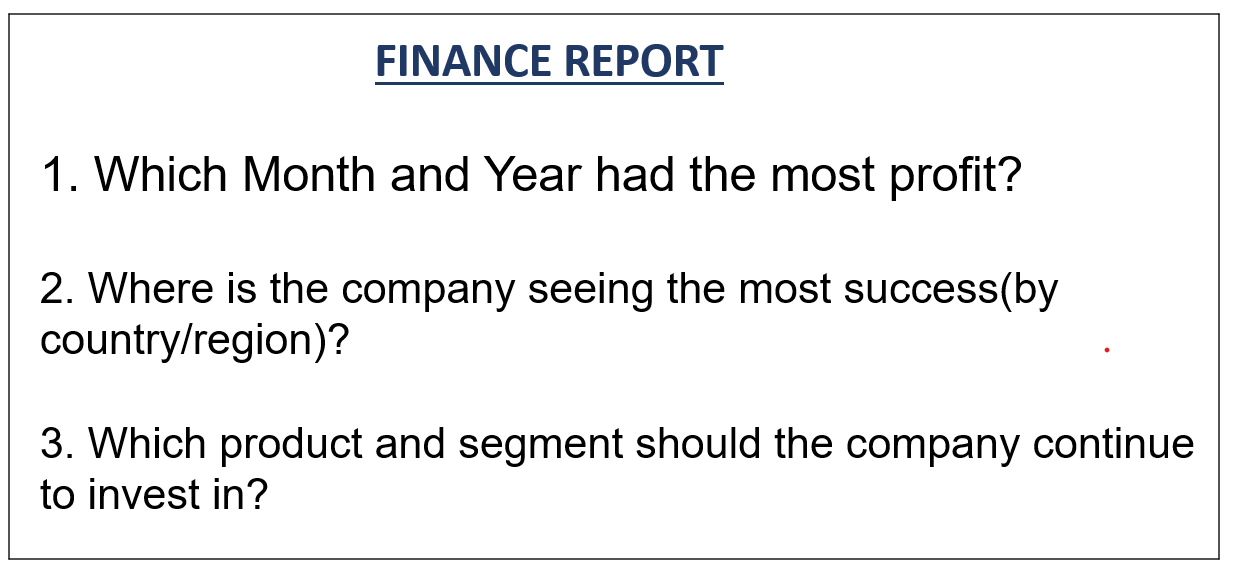 FINANCE REPORT
1. Which Month and Year had the most profit?
2. Where is the company seeing the most success(by
country/region)?
3. Which product and segment should the company continue
to invest in?